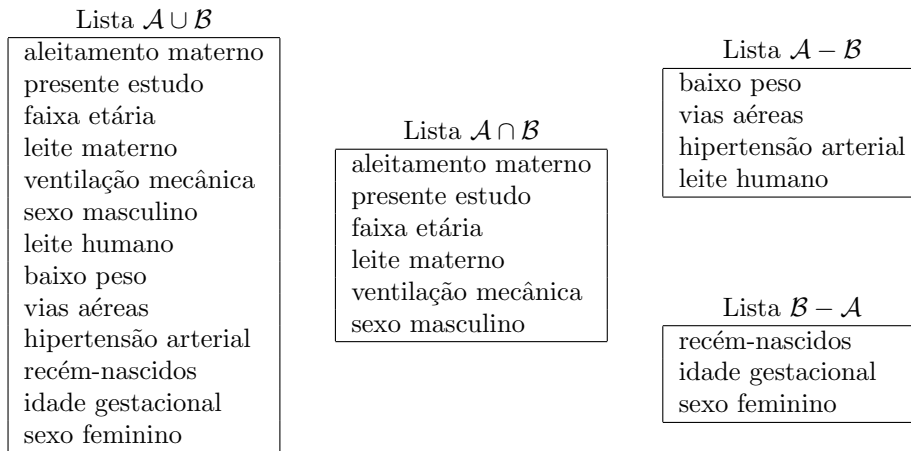 Lista A ∪ B
aleitamento materno
presente estudo
faixa etária
leite materno
ventilação mecânica
sexo masculino
leite humano
baixo peso
vias aéreas
hipertensão arterial
recém-nascidos
idade gestacional
sexo feminino
Lista A ∩ B
aleitamento materno
presente estudo
faixa etária
leite materno
ventilação mecânica
sexo masculino
Lista A − B
baixo peso
vias aéreas
hipertensão arterial
leite humano
Lista B − A
recém-nascidos
idade gestacional
sexo feminino